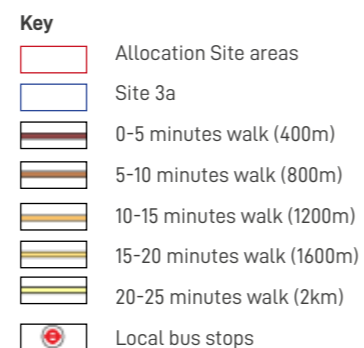 Key
Allocation Site areas
Site 3a
0-5 minutes walk (400m)
5-10 minutes walk (800m)
10-15 minutes walk (1200m)
15-20 minutes walk (1600m)
20-25 minutes walk (2km)
Local bus stops